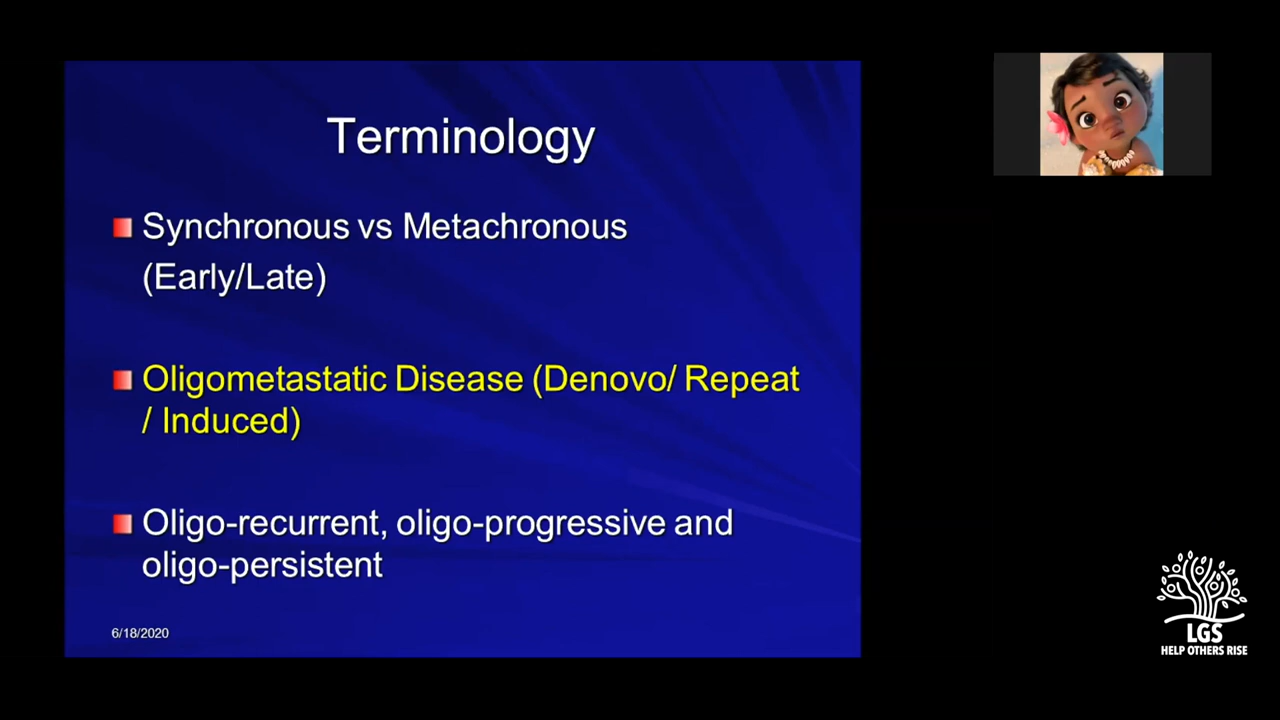 Terminology
Synchronous vs Metachronous
(Early/Late)
Oligometastatic Disease (Denovo/ Repeat
/ Induced)
Oligo-recurrent, oligo-progressive and
oligo-persistent
6/18/2020
LGS
HELP OTHERS RISE